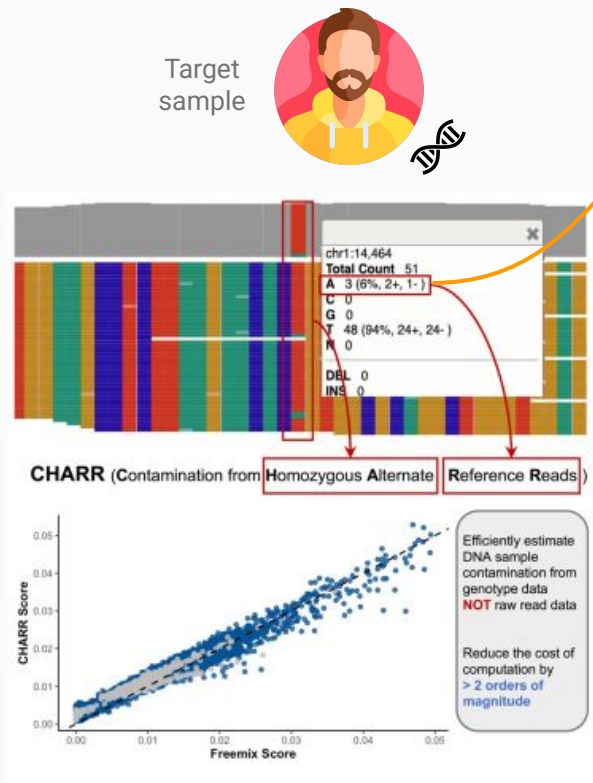 Target
sample
chr1:14,464
Total Count 51
A 3 (6%, 2+, 1- )
C 0
G 0
T 48 (94%, 24+, 24- )
N 0
DEL 0
INS 0
CHARR (Contamination from Homozygous Alternate Reference Reads )
CHARR Score
0.05
0.04
0.03
0.02
0.01
0.00
0.00 0.01 0.02 0.03 0.04 0.05
Freemix Score
Efficiently estimate
DNA sample
contamination from
genotype data
NOT raw read data
Reduce the cost of
computation by
> 2 orders of
magnitude